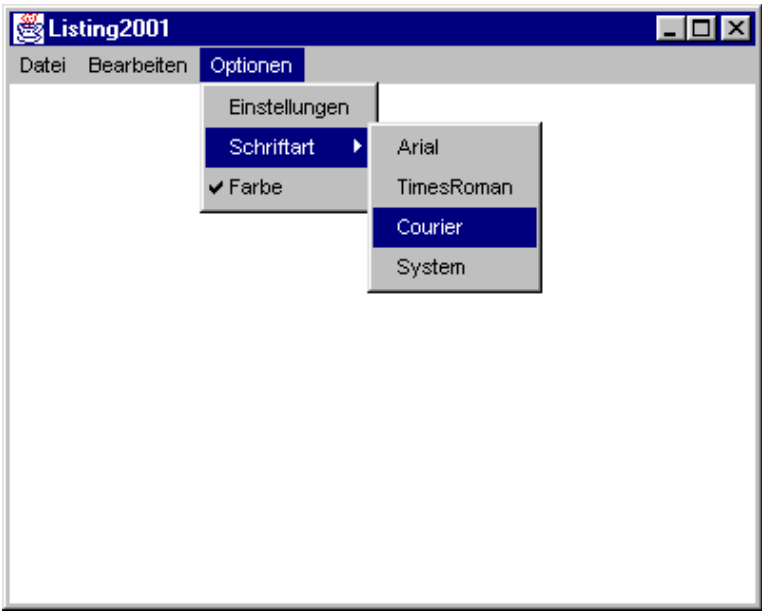 Listing2001
Datei Bearbeiten Optionen
Einstellungen
Schriftart
Farbe
Arial
TimesRoman
Courier
System